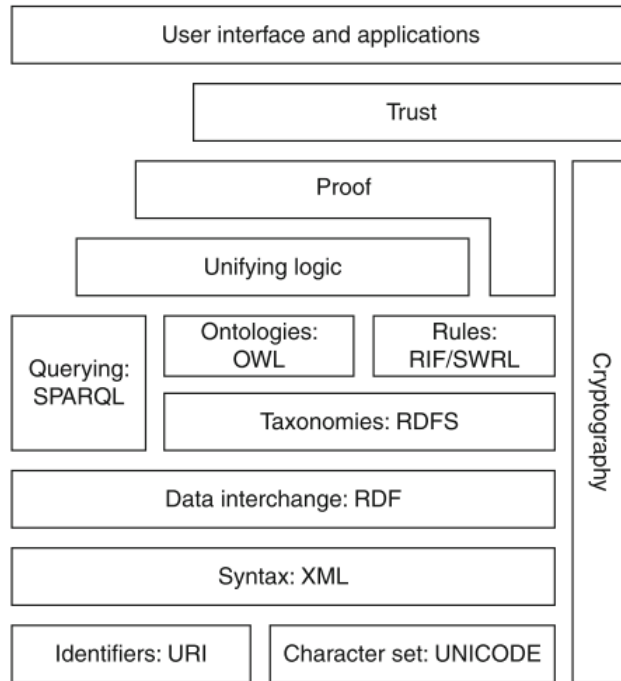 User interface and applications
Trust
Proof
Unifying logic
Querying:
SPARQL
Ontologies:
OWL
Rules:
RIF/SWRL
Taxonomies: RDFS
Cryptography
Data interchange: RDF
Syntax: XML
Identifiers: URI
Character set: UNICODE